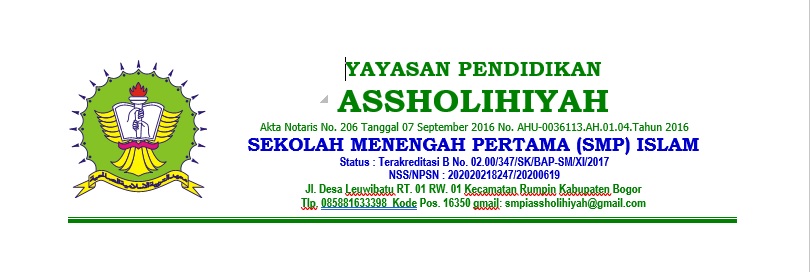 YAYASAN PENDIDIKAN
ASSHOLIHIYAH
Akta Notaris No. 206 Tanggal 07 September 2016 No. AHU-0036113.AH.01.04.Tahun 2016
SEKOLAH MENENGAH PERTAMA (SMP) ISLAM
Status : Terakreditasi B No. 02.00/347/SK/BAP-SM/XI/2017
NSS/NPSN : 202020218247/20200619
Jl. Desa Leuwibatu RT. 01 RW. 01 Kecamatan Rumpin Kabupaten Bogor
Tlp. 085881633398 Kode Pos. 16350 gmail: smpiassholihiyah@gmail.com